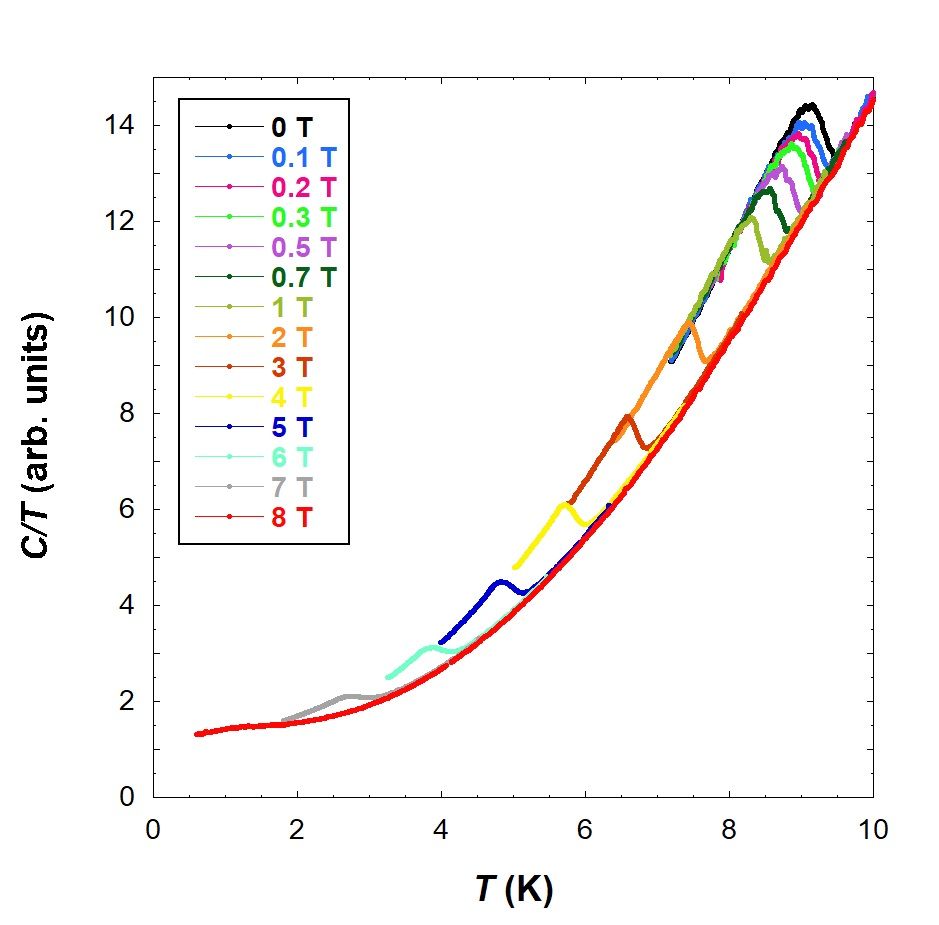 0 T
0.1 T
0.2 T
0.3 T
0.5 T
0.7 T
1 T
2 T
3 T
4 T
5 T
6 T
7 T
8 T
14
12
10
8
6
4
2
0
C/T (arb. units)
0 2 4 6 8 10
T (K)